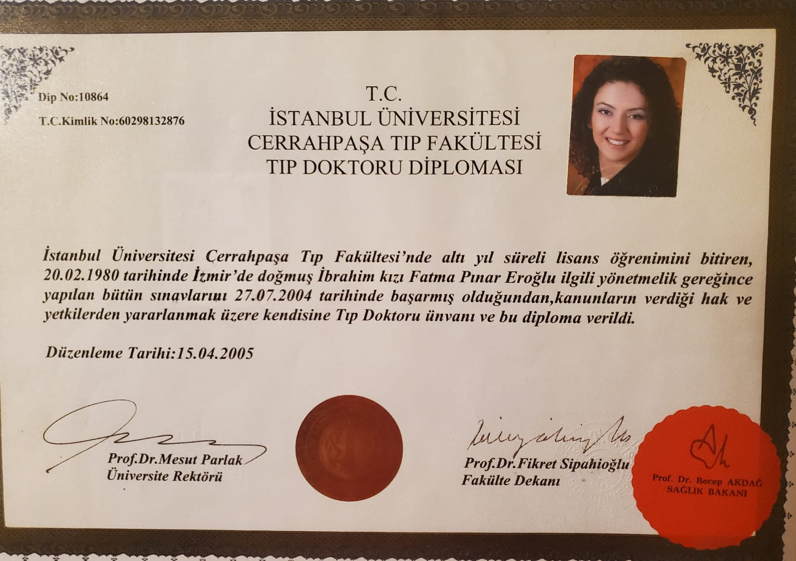 Dip No:10864
T.C.Kimlik No:60298132876
T.C.
İSTANBUL ÜNİVERSİTESİ
CERRAHPAŞA TIP FAKÜLTESİ
TIP DOKTORU DİPLOMASI
İstanbul Üniversitesi Cerrahpaşa Tıp Fakültesi'nde altı yıl süreli lisans öğrenimini bitiren,
20.02.1980 tarihinde İzmir'de doğmuş İbrahim kızı Fatma Pınar Eroğlu ilgili yönetmelik gereğince
yapılan bütün sınavlarını 27.07.2004 tarihinde başarmış olduğundan,kanunların verdiği hak ve
yetkilerden yararlanmak üzere kendisine Tıp Doktoru ünvanı ve bu diploma verildi.
Düzenleme Tarihi:15.04.2005
Prof.Dr.Mesut Parlak
Üniversite Rektörü
Prof.Dr.Fikret Sipahioğlu
Fakülte Dekanı
Prof. Dr. Recep AKDAĞ
SAĞLIK BAKANI